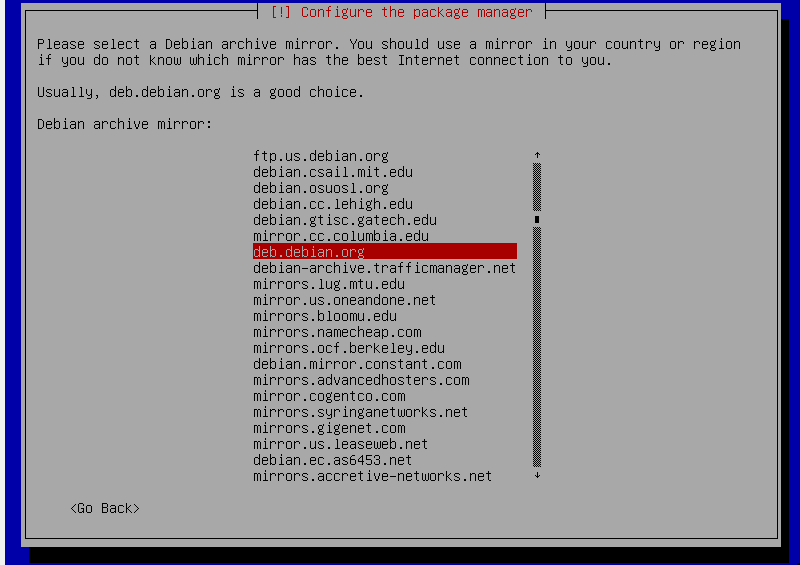 [!] Configure the package manager
Please select a Debian archive mirror. You should use a mirror in your country or region
if you do not know which mirror has the best Internet connection to you.
Usually, deb.debian.org is a good choice.
Debian archive mirror:
ftp.us.debian.org
debian.csail.mit.edu
debian.osuosl.org
debian.cc.lehigh.edu
debian.gtisc.gatech.edu
mirror.cc.columbia.edu
deb.debian.org
debian-archive.trafficmanager.net
mirrors.lug.mtu.edu
mirror.us.oneandone.net
mirrors.bloomu.edu
mirrors.namecheap.com
mirrors.ocf.berkeley.edu
debian.mirror.constant.com
mirrors.advancedhosters.com
mirror.cogentco.com
mirrors.syringanetworks.net
mirrors.gigenet.com
mirror.us.leaseweb.net
debian.ec.as6453.net
mirrors.accretive-networks.net
<Go Back>